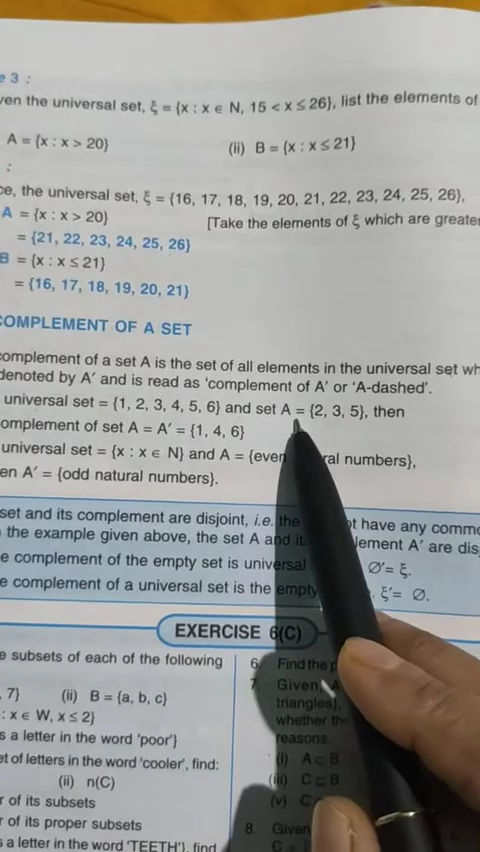 e 3 :
ven the universal set, ξ = {x : x ∈ N, 15 < x ≤ 26}, list the elements of
A = {x : x > 20} (ii) B = {x : x ≤ 21}
:
ce, the universal set, ξ = {16, 17, 18, 19, 20, 21, 22, 23, 24, 25, 26},
A = {x : x > 20} [Take the elements of ξ which are greate
= {21, 22, 23, 24, 25, 26}
B = {x : x ≤ 21}
= {16, 17, 18, 19, 20, 21}
COMPLEMENT OF A SET
complement of a set A is the set of all elements in the universal set wh
denoted by A′ and is read as 'complement of A' or 'A-dashed'.
universal set = {1, 2, 3, 4, 5, 6} and set A = {2, 3, 5}, then
omplement of set A = A′ = {1, 4, 6}
universal set = {x : x ∈ N} and A = {even ral numbers},
en A′ = {odd natural numbers}.
set and its complement are disjoint, i.e. the t have any commo
the example given above, the set A and it lement A′ are dis
e complement of the empty set is universal Ø′= ξ.
e complement of a universal set is the empty ξ′= Ø.
EXERCISE 6(C)
e subsets of each of the following
, 7} (ii) B = {a, b, c}
: x ∈ W, x ≤ 2}
s a letter in the word 'poor'}
et of letters in the word 'cooler', find:
(ii) n(C)
r of its subsets
r of its proper subsets
s a letter in the word 'TEETH'}, find
6. Find the p
7. Given, A
triangles},
whether the
reasons.
(i) A ⊂ B
(iii) C ⊆ B
(v) C
8. Given
C =